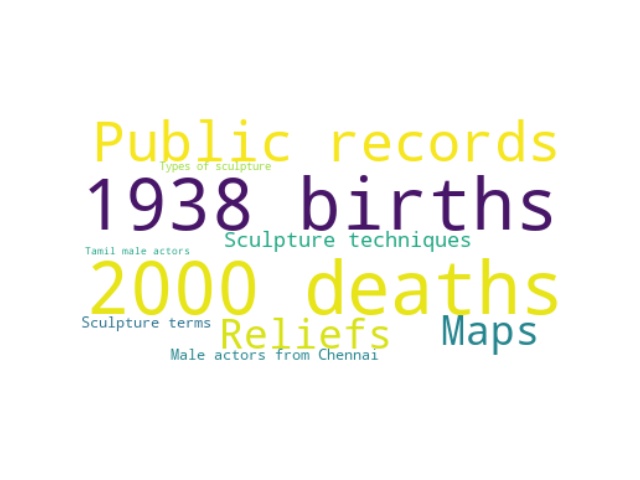 Public records
Types of sculpture
1938 births
Sculpture techniques
Tamil male actors
2000 deaths
Sculpture terms
Reliefs
Maps
Male actors from Chennai